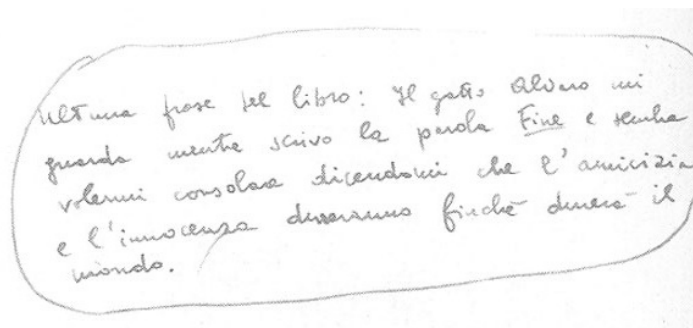 Ultima frase del libro: Il gatto Alvaro mi
guarda mentre scrivo la parola Fine e sembra
volermi consolare dicendomi che l'amicizia
e l'innocenza dureranno finchè durerà il
mondo.